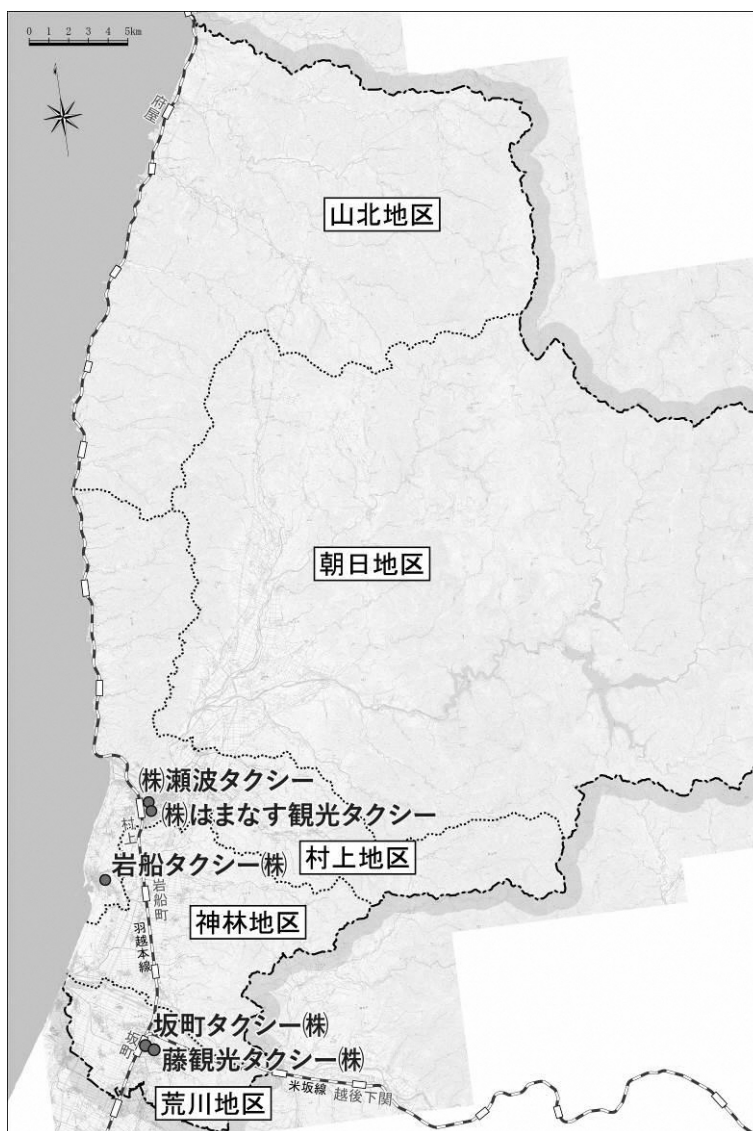 0 1 2 3 4 5km
府屋
山北地区
朝日地区
㈱瀬波タクシー
㈱はまなす観光タクシー
村上
村上地区
岩船タクシー㈱
岩船町
神林地区
羽越本線
坂町タクシー㈱
坂町
藤観光タクシー㈱
米坂線
越後下関
荒川地区